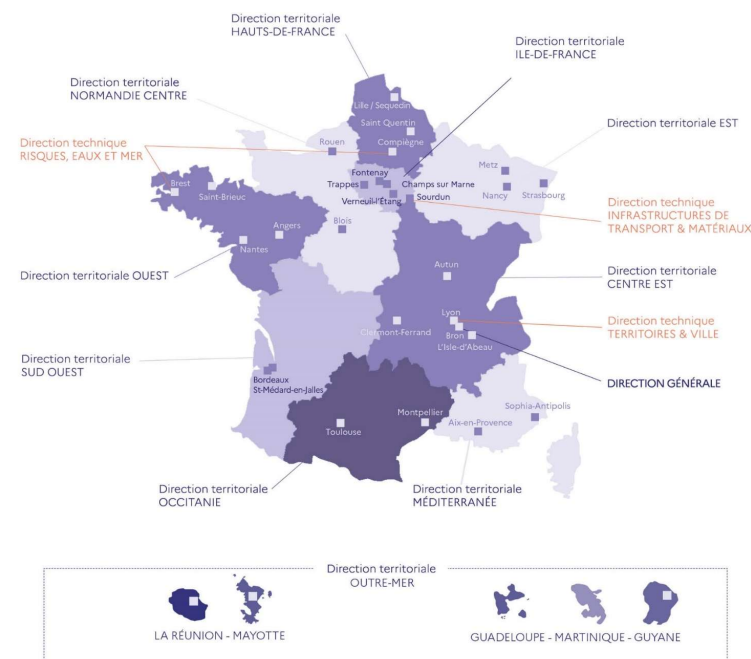 Direction territoriale
HAUTS-DE-FRANCE
Direction territoriale
ILE-DE-FRANCE
Direction territoriale
NORMANDIE CENTRE
Lille / Sequedin
Saint Quentin
Direction territoriale EST
Direction technique
RISQUES, EAUX ET MER
Rouen
Compiègne
Metz
Fontenay
Trappes
Champs sur Marne
Brest
Saint-Brieuc
Verneuil-l'Étang
Sourdun
Nancy
Strasbourg
Direction technique
INFRASTRUCTURES DE
TRANSPORT & MATÉRIAUX
Blois
Angers
Nantes
Direction territoriale OUEST
Autun
Direction territoriale
CENTRE EST
Lyon
Clermont-Ferrand
Bron
L'Isle-d'Abeau
Direction technique
TERRITOIRES & VILLE
Direction territoriale
SUD OUEST
Bordeaux
St-Médard-en-Jalles
DIRECTION GÉNÉRALE
Sophia-Antipolis
Montpellier
Toulouse
Aix-en-Provence
Direction territoriale
OCCITANIE
Direction territoriale
MÉDITERRANÉE
Direction territoriale
OUTRE-MER
LA RÉUNION - MAYOTTE
GUADELOUPE - MARTINIQUE - GUYANE